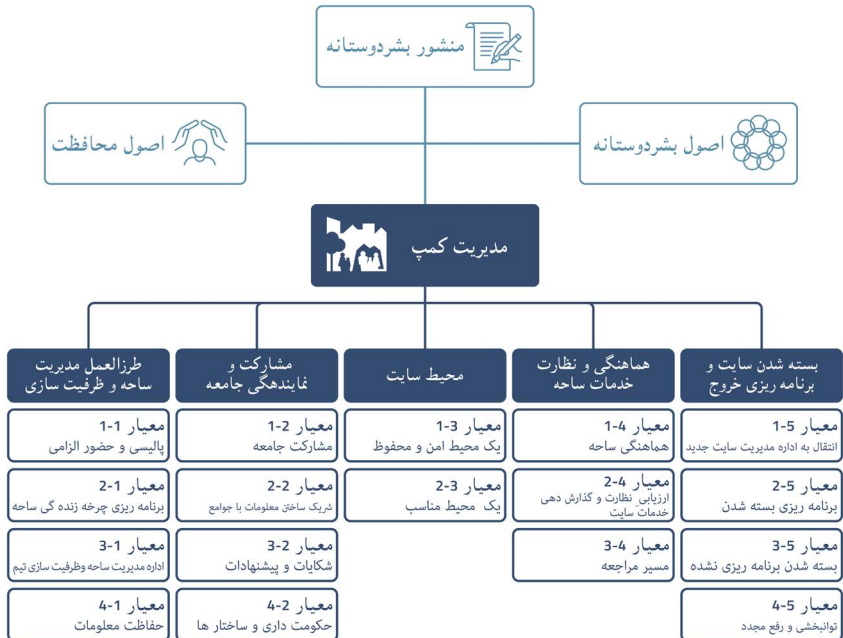 منشور بشردوستانه
اصول بشردوستانه
اصول محافظت
مدیریت کمپ
بسته شدن سایت و
برنامه ریزی خروج
هماهنگی و نظارت
خدمات ساحه
محیط سایت
مشارکت و
نمایندهگی جامعه
طرزالعمل مدیریت
ساحه و ظرفیت سازی
معیار 1-5
انتقال به اداره مدیریت سایت جدید
معیار 2-5
برنامه ریزی بسته شدن
معیار 3-5
بسته شدن برنامه ریزی نشده
معیار 4-5
توانبخشی و رفع مجدد
معیار 1-4
هماهنگی ساحه
معیار 2-4
ارزیابی نظارت و گذارش دهی
خدمات سایت
معیار 3-4
مسیر مراجعه
معیار 1-3
یک محیط امن و محفوظ
معیار 2-3
یک محیط مناسب
معیار 1-2
مشارکت جامعه
معیار 2-2
شریک ساختن معلومات با جوامع
معیار 3-2
شکایات و پیشنهادات
معیار 4-2
حکومت داری و ساختار ها
معیار 1-1
پالیسی و حضور الزامی
معیار 2-1
برنامه ریزی چرخه زنده گی ساحه
معیار 3-1
اداره مدیریت ساحه وظرفیت سازی تیم
معیار 4-1
حفاظت معلومات